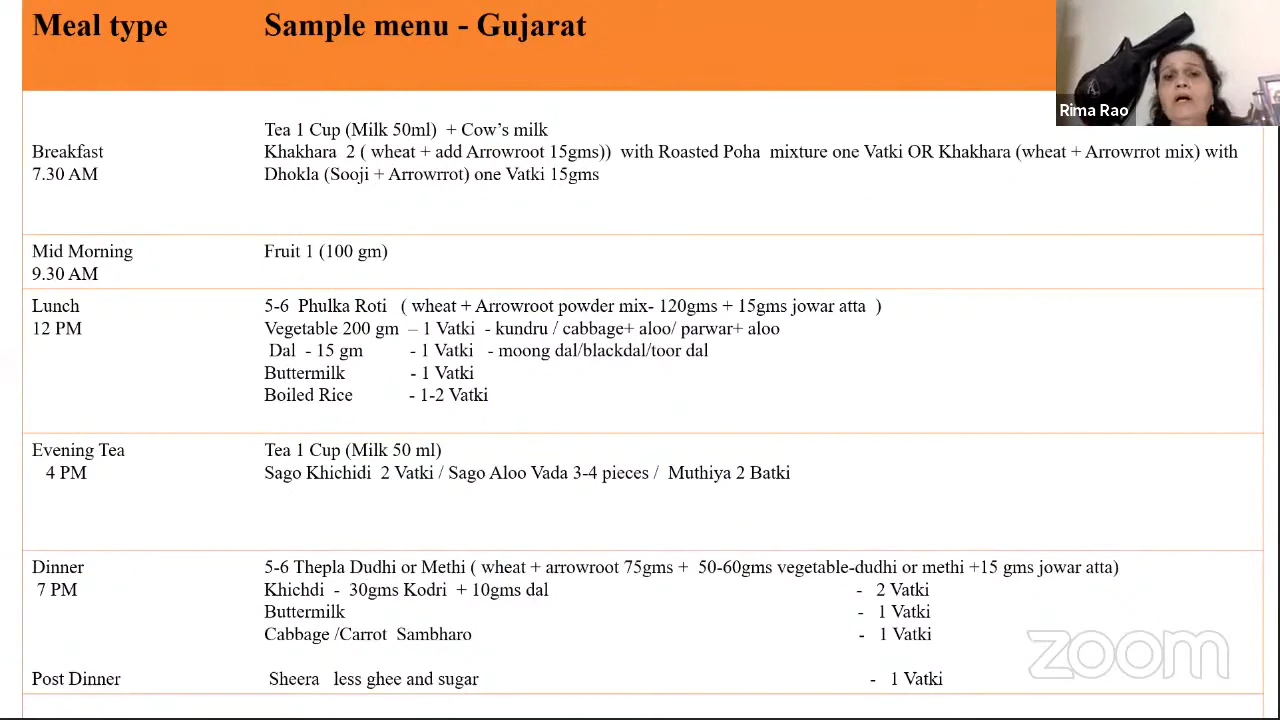 Meal type Sample menu - Gujarat
Rima Rao
Tea 1 Cup (Milk 50ml) + Cow's milk
Breakfast Khakhara 2 ( wheat + add Arrowroot 15gms)) with Roasted Poha mixture one Vatki OR Khakhara (wheat + Arrowrrot mix) with
7.30 AM Dhokla (Sooji + Arrowrrot) one Vatki 15gms
Mid Morning Fruit 1 (100 gm)
9.30 AM
Lunch 5-6 Phulka Roti ( wheat + Arrowroot powder mix- 120gms + 15gms jowar atta )
12 PM Vegetable 200 gm – 1 Vatki - kundru / cabbage+ aloo/ parwar+ aloo
Dal - 15 gm - 1 Vatki - moong dal/blackdal/toor dal
Buttermilk - 1 Vatki
Boiled Rice - 1-2 Vatki
Evening Tea Tea 1 Cup (Milk 50 ml)
4 PM Sago Khichidi 2 Vatki / Sago Aloo Vada 3-4 pieces / Muthiya 2 Batki
Dinner 5-6 Thepla Dudhi or Methi ( wheat + arrowroot 75gms + 50-60gms vegetable-dudhi or methi +15 gms jowar atta)
7 PM Khichdi - 30gms Kodri + 10gms dal - 2 Vatki
Buttermilk - 1 Vatki
Cabbage /Carrot Sambharo - 1 Vatki
zoom
Post Dinner Sheera less ghee and sugar - 1 Vatki